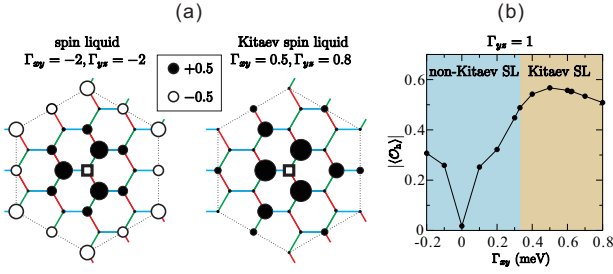 (a)
spin liquid
Γxy = −2, Γyz = −2
+0.5
−0.5
Kitaev spin liquid
Γxy = 0.5, Γyz = 0.8
(b)
Γyz = 1
non-Kitaev SL Kitaev SL
|⟨Oh⟩|
0.6
0.4
0.2
0
-0.2 0 0.2 0.4 0.6 0.8
Γxy (meV)